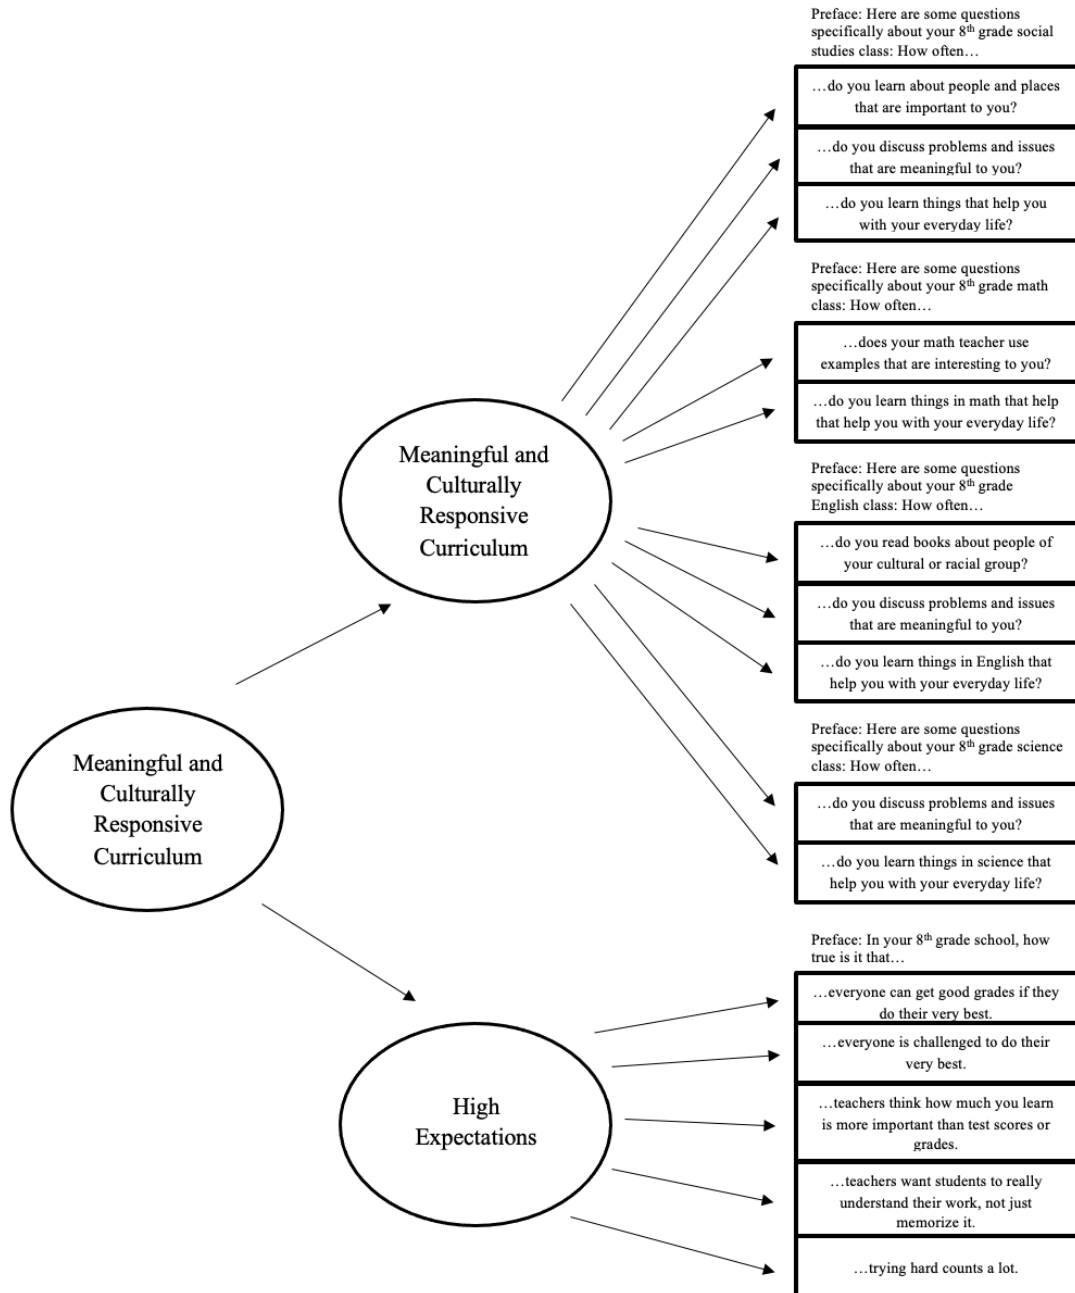 Preface: Here are some questions
specifically about your 8th grade social
studies class: How often…
…do you learn about people and places
that are important to you?
…do you discuss problems and issues
that are meaningful to you?
…do you learn things that help you
with your everyday life?
Preface: Here are some questions
specifically about your 8th grade math
class: How often…
…does your math teacher use
examples that are interesting to you?
…do you learn things in math that help
that help you with your everyday life?
Meaningful and
Culturally
Responsive
Curriculum
Preface: Here are some questions
specifically about your 8th grade
English class: How often…
…do you read books about people of
your cultural or racial group?
…do you discuss problems and issues
that are meaningful to you?
…do you learn things in English that
help you with your everyday life?
Meaningful and
Culturally
Responsive
Curriculum
Preface: Here are some questions
specifically about your 8th grade science
class: How often…
…do you discuss problems and issues
that are meaningful to you?
…do you learn things in science that
help you with your everyday life?
Preface: In your 8th grade school, how
true is it that…
…everyone can get good grades if they
do their very best.
…everyone is challenged to do their
very best.
High
Expectations
…teachers think how much you learn
is more important than test scores or
grades.
…teachers want students to really
understand their work, not just
memorize it.
…trying hard counts a lot.